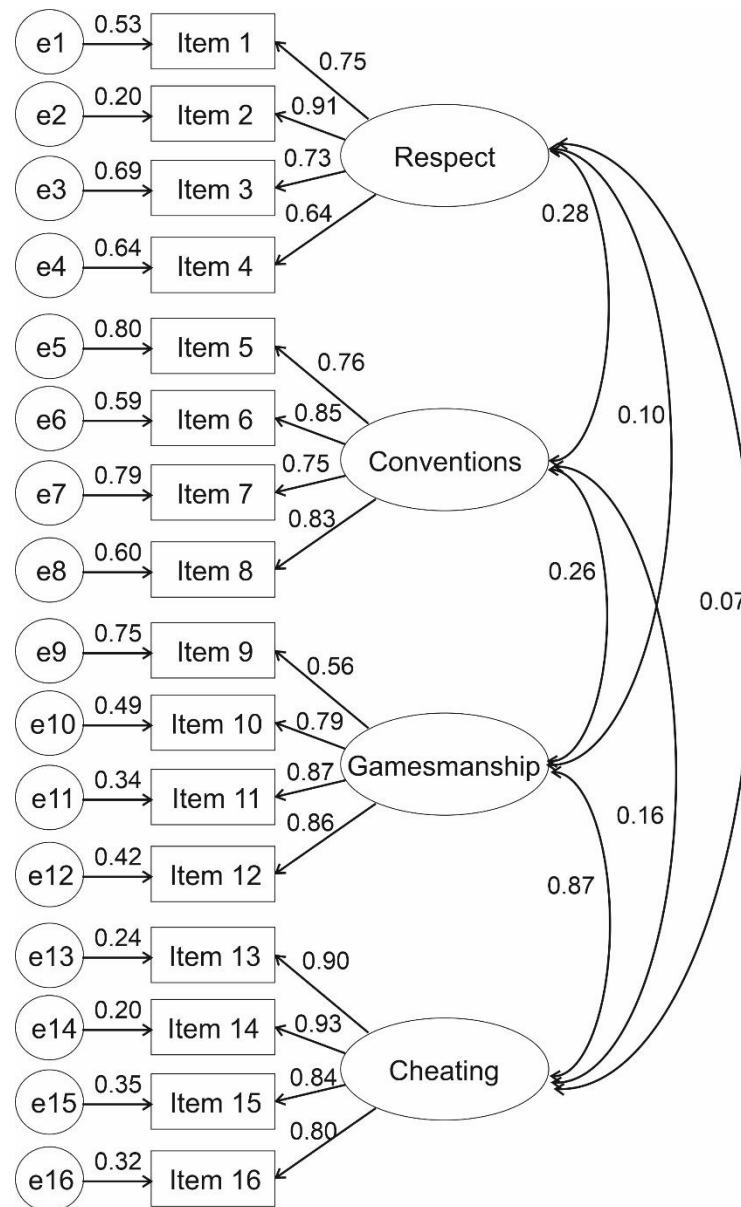 e1 0.53 Item 1
0.75
e2 0.20 Item 2 0.91
e3 0.69 Item 3 0.73 Respect
0.64 0.28
e4 0.64 Item 4
e5 0.80 Item 5 0.76
e6 0.59 Item 6 0.85 0.10
e7 0.79 Item 7 0.75 Conventions
0.83
e8 0.60 Item 8 0.26
0.07
e9 0.75 Item 9 0.56
e10 0.49 Item 10 0.79
e11 0.34 Item 11 0.87 Gamesmanship
0.86 0.16
e12 0.42 Item 12 0.87
e13 0.24 Item 13 0.90
e14 0.20 Item 14 0.93
e15 0.35 Item 15 0.84 Cheating
0.80
e16 0.32 Item 16